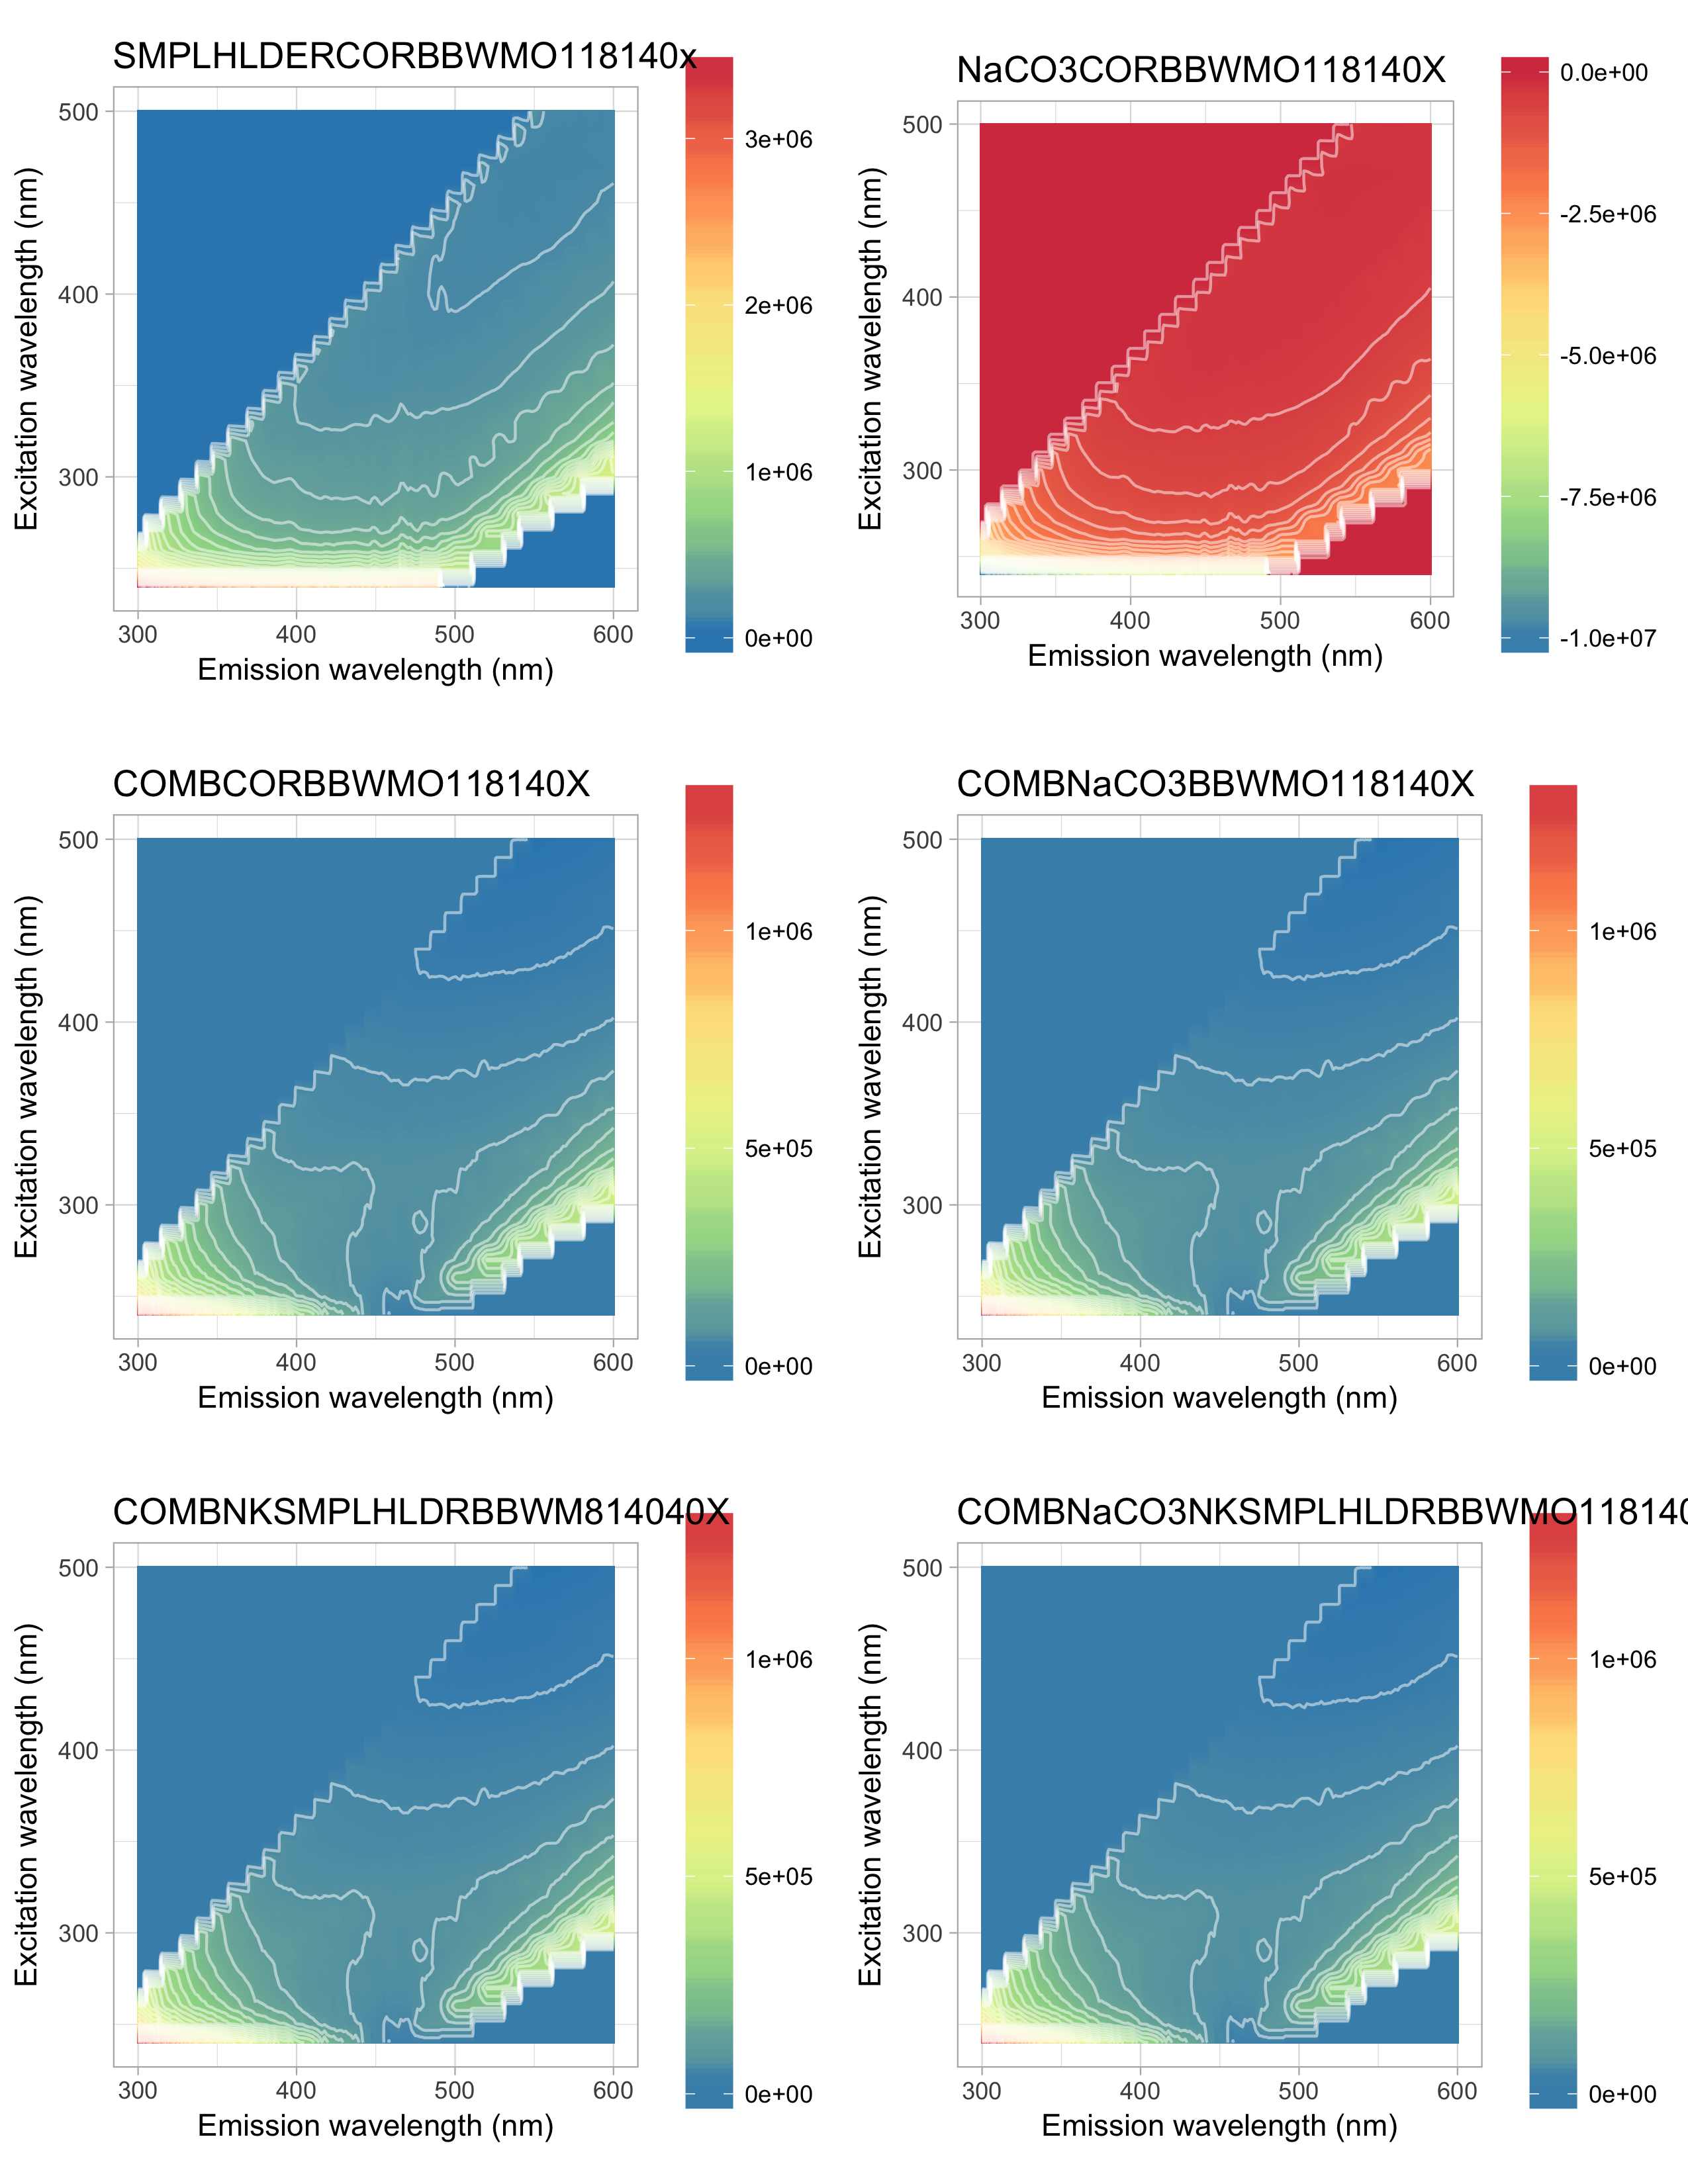 SMPLHLDERCORBBWMO118140x
Excitation wavelength (nm)
500
400
300
300 400 500 600
Emission wavelength (nm)
3e+06
2e+06
1e+06
0e+00
NaCO3CORBBWMO118140X
Excitation wavelength (nm)
500
400
300
300 400 500 600
Emission wavelength (nm)
0.0e+00
-2.5e+06
-5.0e+06
-7.5e+06
-1.0e+07
COMBCORBBWMO118140X
Excitation wavelength (nm)
500
400
300
300 400 500 600
Emission wavelength (nm)
1e+06
5e+05
0e+00
COMBNaCO3BBWMO118140X
Excitation wavelength (nm)
500
400
300
300 400 500 600
Emission wavelength (nm)
1e+06
5e+05
0e+00
COMBNKSMPLHLDRBBWM814040X
Excitation wavelength (nm)
500
400
300
300 400 500 600
Emission wavelength (nm)
1e+06
5e+05
0e+00
COMBNaCO3NKSMPLHLDRBBWMO118140
Excitation wavelength (nm)
500
400
300
300 400 500 600
Emission wavelength (nm)
1e+06
5e+05
0e+00